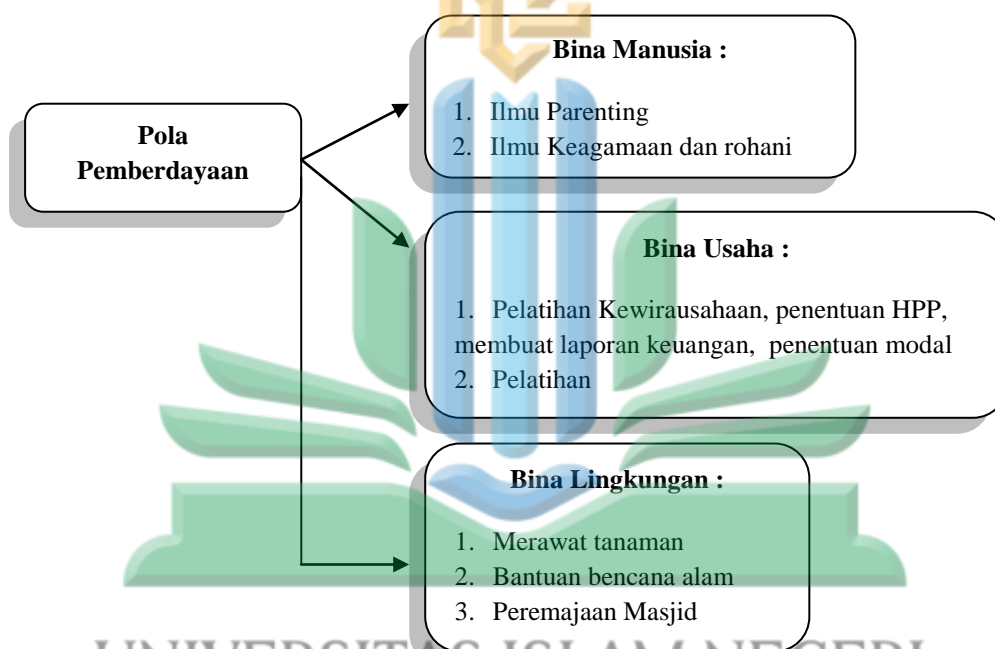 Pola
Pemberdayaan
Bina Manusia :
1. Ilmu Parenting
2. Ilmu Keagamaan dan rohani
Bina Usaha :
1. Pelatihan Kewirausahaan, penentuan HPP,
membuat laporan keuangan, penentuan modal
2. Pelatihan
Bina Lingkungan :
1. Merawat tanaman
2. Bantuan bencana alam
3. Peremajaan Masjid
UNIVERSITAS ISLAM NEGERI